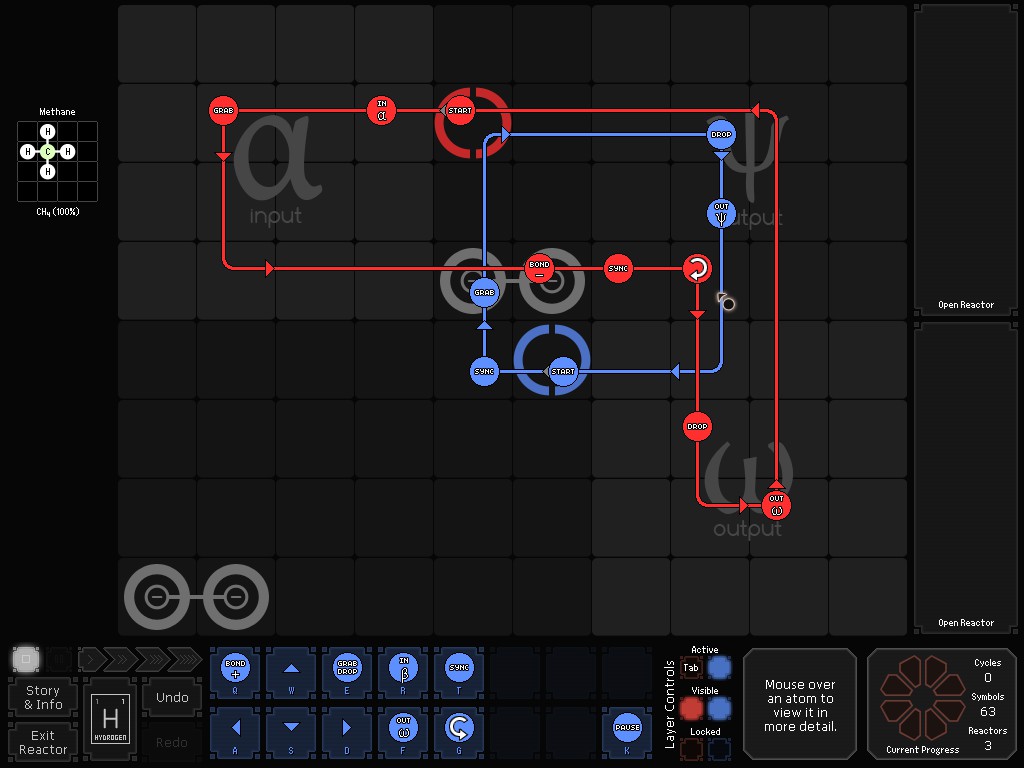 GRAB
IN
α
START
DROP
ψ
Methane
H
H C H
H
CH₄ (100%)
α
input
OUT
ψ
output
BOND
–
SYNC
GRAB
Open Reactor
SYNC
START
DROP
ω
output
OUT
ω
Open Reactor
Story
& Info
Exit
Reactor
1 1
H
HYDROGEN
Undo
Redo
BOND
+
Q
W
GRAB
DROP
E
IN
β
R
SYNC
T
A
S
D
OUT
ω
F
G
PAUSE
K
Layer Controls
Active
Tab
Visible
Locked
Mouse over
an atom to
view it in
more detail.
Cycles
0
Symbols
63
Reactors
3
Current Progress